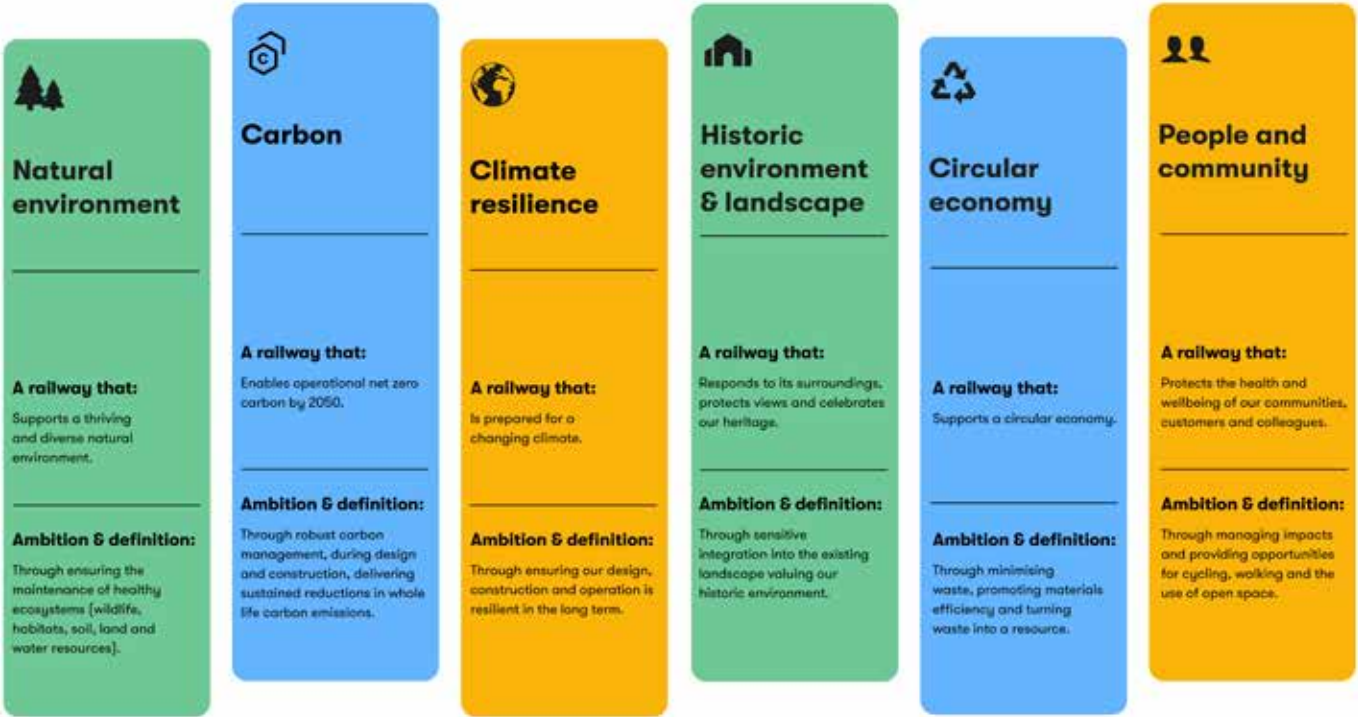 Natural
environment
A railway that:
Supports a thriving
and diverse natural
environment.
Ambition & definition:
Through ensuring the
maintenance of healthy
ecosystems (wildlife,
habitats, soil, land and
water resources).
C
Carbon
A railway that:
Enables operational net zero
carbon by 2050.
Ambition & definition:
Through robust carbon
management, during design
and construction, delivering
sustained reductions in whole
life carbon emissions.
Climate
resilience
A railway that:
Is prepared for a
changing climate.
Ambition & definition:
Through ensuring our design,
construction and operation is
resilient in the long term.
Historic
environment
& landscape
A railway that:
Responds to its surroundings,
protects views and celebrates
our heritage.
Ambition & definition:
Through sensitive
integration into the existing
landscape valuing our
historic environment.
Circular
economy
A railway that:
Supports a circular economy.
Ambition & definition:
Through minimising
waste, promoting materials
efficiency and turning
waste into a resource.
People and
community
A railway that:
Protects the health and
wellbeing of our communities,
customers and colleagues.
Ambition & definition:
Through managing impacts
and providing opportunities
for cycling, walking and the
use of open space.